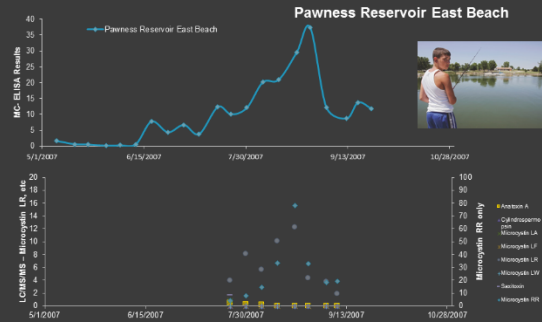 Pawness Reservoir East Beach
Pawness Reservoir East Beach
MC- ELISA Results
40
35
30
25
20
15
10
5
0
5/1/2007 6/15/2007 7/30/2007 9/13/2007 10/28/2007
LC/MS/MS – Microcystin LR, etc
20
18
16
14
12
10
8
6
4
2
0
5/1/2007 6/15/2007 7/30/2007 9/13/2007 10/28/2007
100
90
80
70
60
50
40
30
20
10
0
Microcystin RR only
Anatoxin A
Cylindrospermo
psin
Microcystin LA
Microcystin LF
Microcystin LR
Microcystin LW
Saxitoxin
Microcystin RR